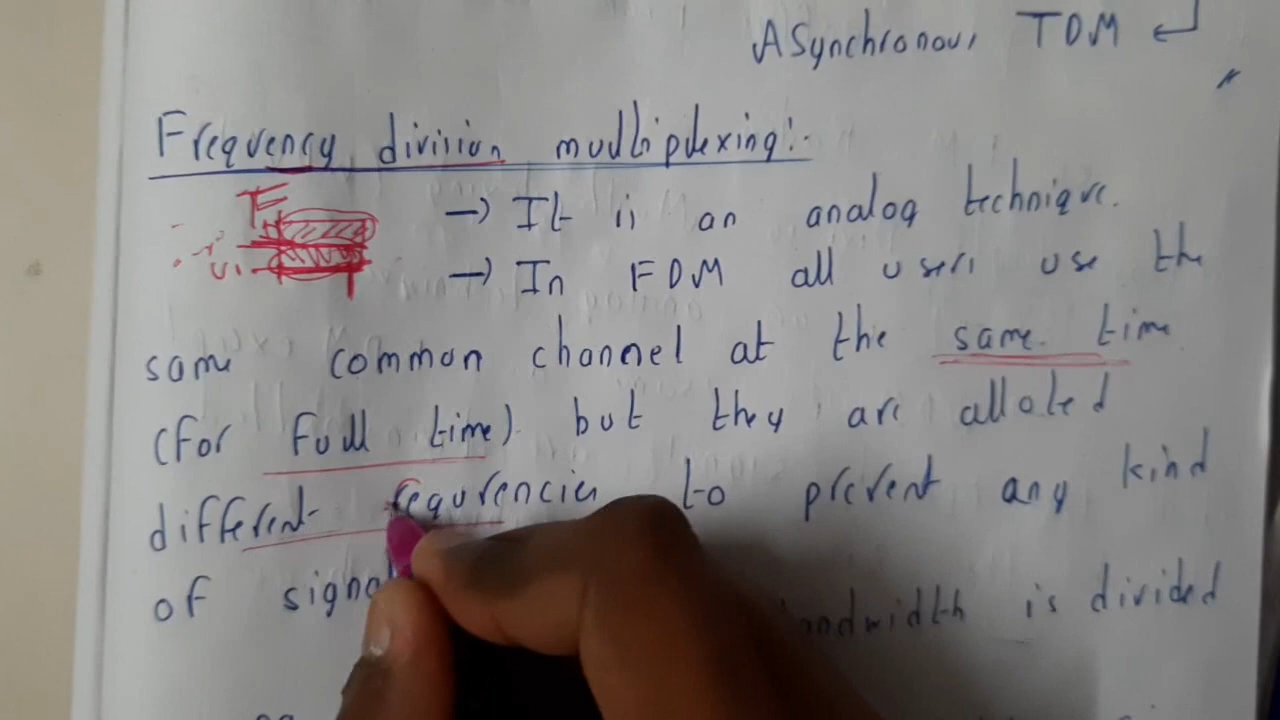 ASynchronous TDM
Frequency division multiplexing:-
→ It is an analog technique.
→ In FDM all users use the
same common channel at the same time
(for full time) but they are alloted
different requrencies to prevent any kind
of signal is divided
U1